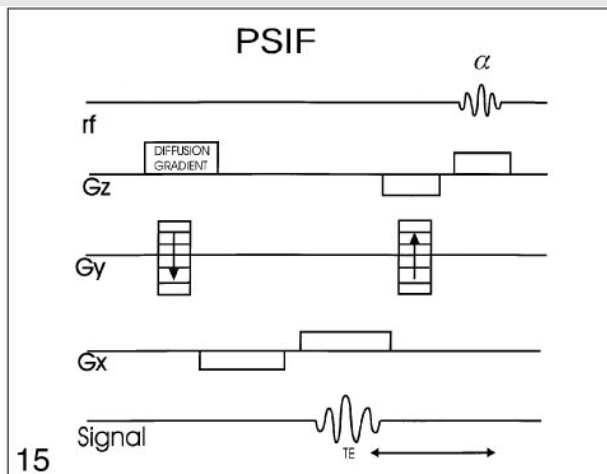 PSIF
α
rf
DIFFUSION
GRADIENT
Gz
Gy
Gx
Signal
TE
15